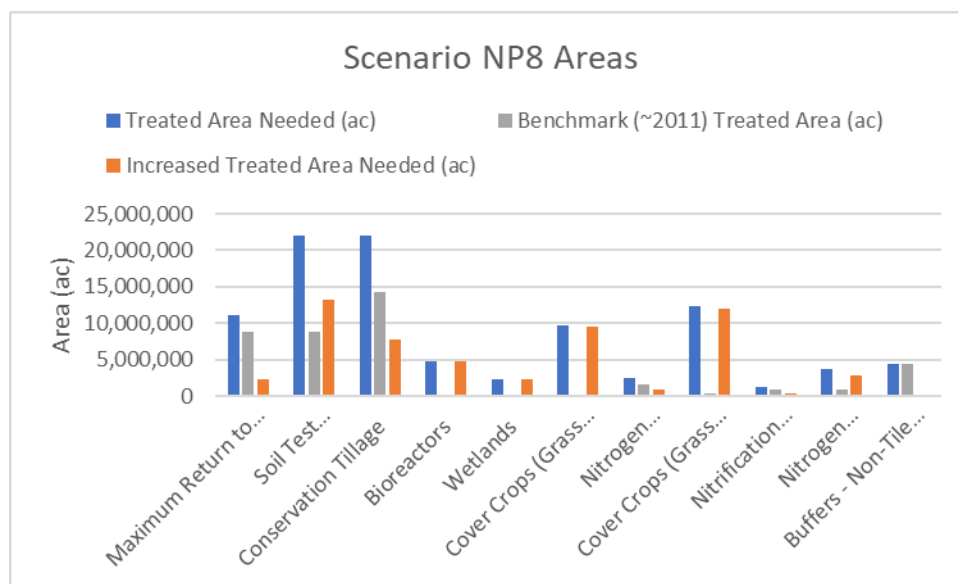 Scenario NP8 Areas
Treated Area Needed (ac)
Benchmark (~2011) Treated Area (ac)
Increased Treated Area Needed (ac)
Area (ac)
25,000,000
20,000,000
15,000,000
10,000,000
5,000,000
0
Maximum Return to...
Soil Test...
Conservation Tillage
Bioreactors
Wetlands
Cover Crops (Grass...
Nitrogen...
Cover Crops (Grass...
Nitrification...
Nitrogen...
Buffers - Non-Tile...